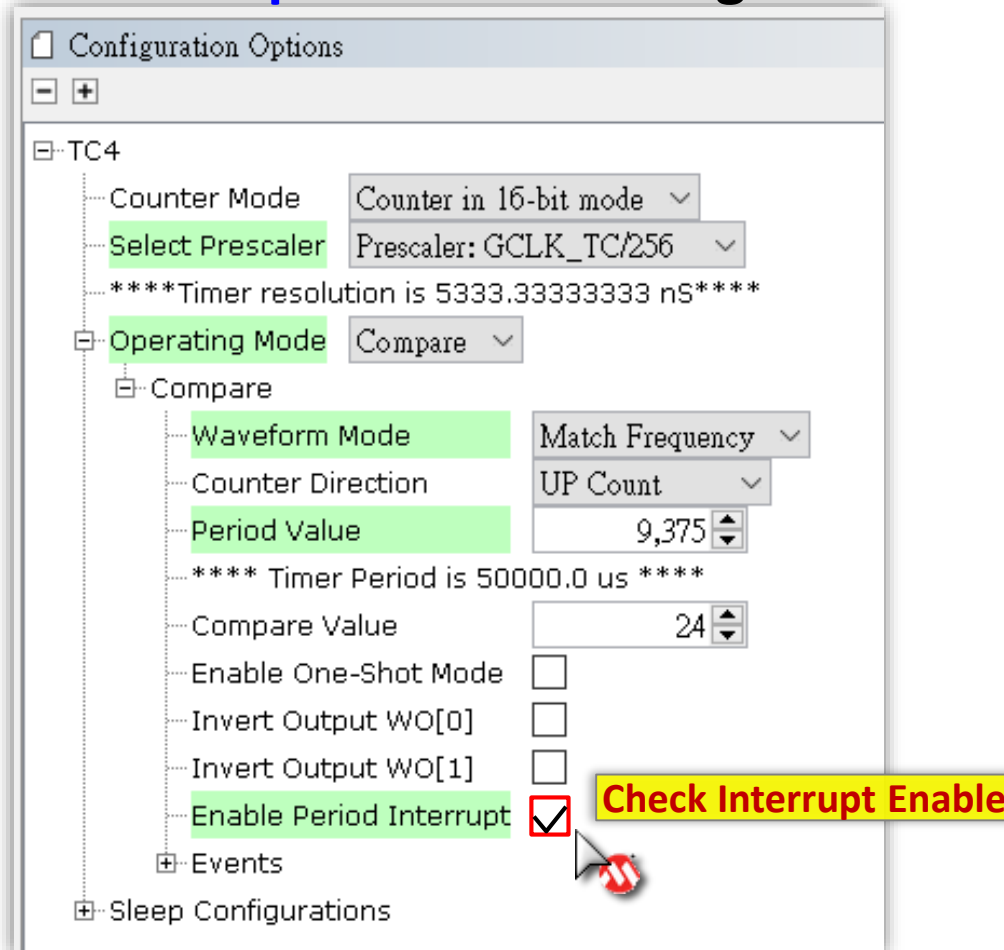 Configuration Options
TC4
Counter Mode Counter in 16-bit mode
Select Prescaler Prescaler: GCLK_TC/256
****Timer resolution is 5333.33333333 nS****
Operating Mode Compare
Compare
Waveform Mode Match Frequency
Counter Direction UP Count
Period Value 9,375
**** Timer Period is 50000.0 us ****
Compare Value 24
Enable One-Shot Mode
Invert Output WO[0]
Invert Output WO[1]
Enable Period Interrupt Check Interrupt Enable
Events
Sleep Configurations